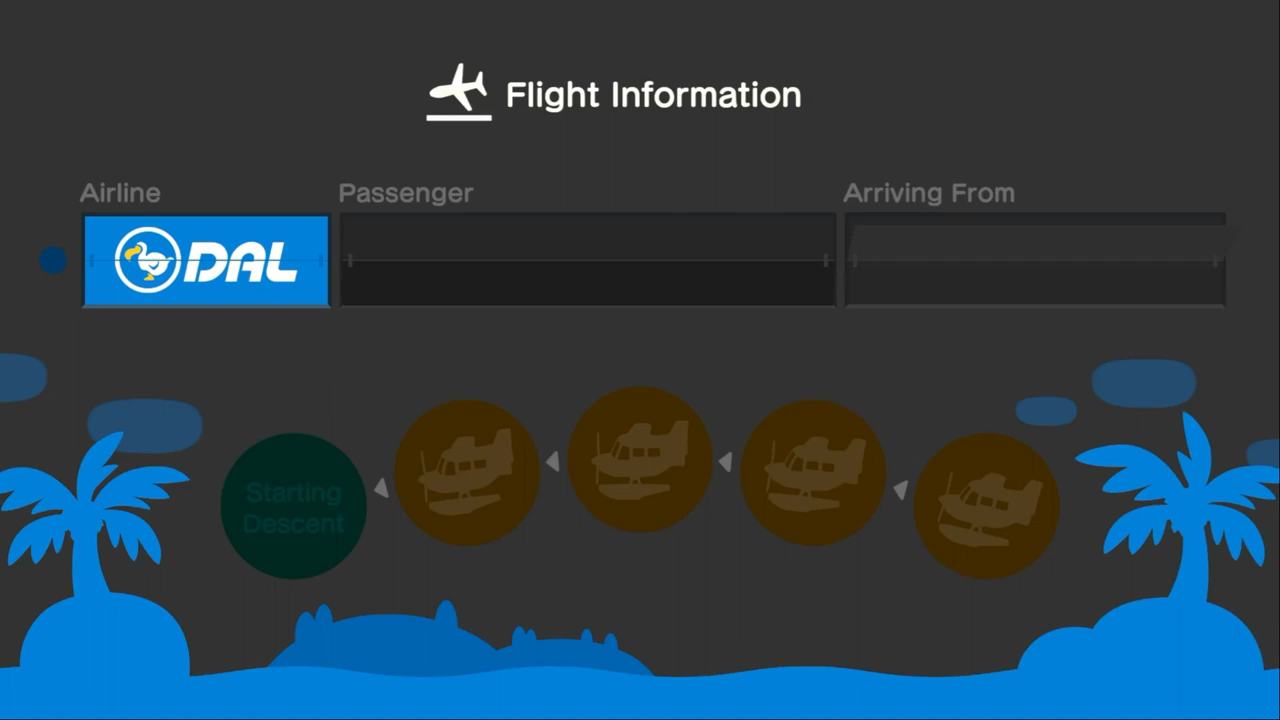 Flight Information
Airline
Passenger
Arriving From
DAL
Starting
Descent